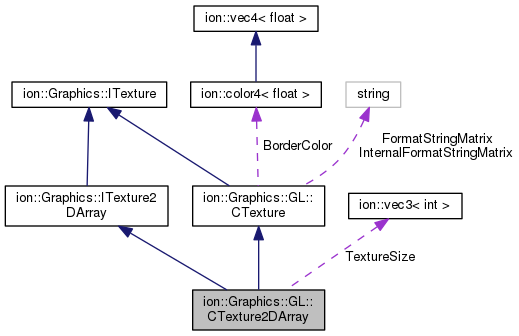 ion::vec4< float >
ion::Graphics::ITexture
ion::color4< float >
string
BorderColor
FormatStringMatrix
InternalFormatStringMatrix
ion::Graphics::ITexture2
DArray
ion::Graphics::GL::
CTexture
ion::vec3< int >
TextureSize
ion::Graphics::GL::
CTexture2DArray